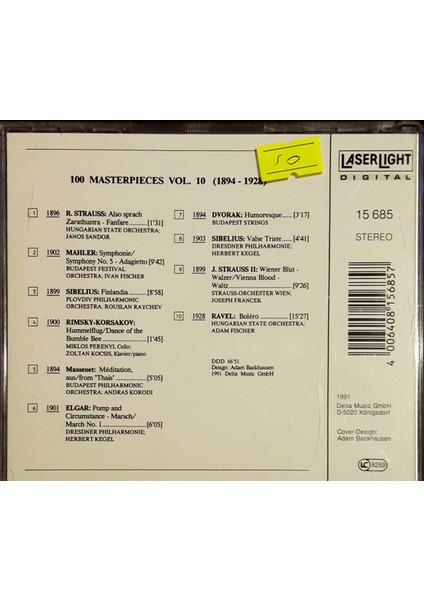 100 MASTERPIECES VOL. 10 (1894 - 1928)
50
LASERLIGHT
DIGITAL
15 685
STEREO
1 1896 R. STRAUSS: Also sprach
Zarathustra - Fanfare [1'31]
HUNGARIAN STATE ORCHESTRA;
JANOS SANDOR
2 1902 MAHLER: Symphonie/
Symphony No. 5 - Adagietto [9'42]
BUDAPEST FESTIVAL
ORCHESTRA; IVAN FISCHER
3 1899 SIBELIUS: Finlandia ..... [8'58]
PLOVDIV PHILHARMONIC
ORCHESTRA; ROUSLAN RAYCHEV
4 1900 RIMSKY-KORSAKOV:
Hummelflug/Dance of the
Bumble Bee ..... [1'45]
MIKLOS PERENYI, Cello;
ZOLTAN KOCSIS, Klavier/piano
5 1894 Massenet: Méditation,
aus/from "Thais" ..... [5'05]
BUDAPEST PHILHARMONIC
ORCHESTRA; ANDRAS KORODI
6 1901 ELGAR: Pomp and
Circumstance - Marsch/
March No. 1 ..... [6'05]
DRESDNER PHILHARMONIE;
HERBERT KEGEL
7 1894 DVORAK: Humoresque ..... [3'17]
BUDAPEST STRINGS
8 1903 SIBELIUS: Valse Triste ..... [4'41]
DRESDNER PHILHARMONIE;
HERBERT KEGEL
9 1899 J. STRAUSS II: Wiener Blut -
Walzer/Vienna Blood -
Waltz ..... [9'26]
STRAUSS-ORCHESTER WIEN;
JOSEPH FRANCEK
10 1928 RAVEL: Boléro ..... [15'27]
HUNGARIAN STATE ORCHESTRA;
ADAM FISCHER
DDD 66'51
Design: Adam Backhausen
1991 Delta Music GmbH
4 006408 156857
1991
Delta Music GmbH
D-5020 Königsdorf
Cover-Design:
Adam Backhausen
LC 8259